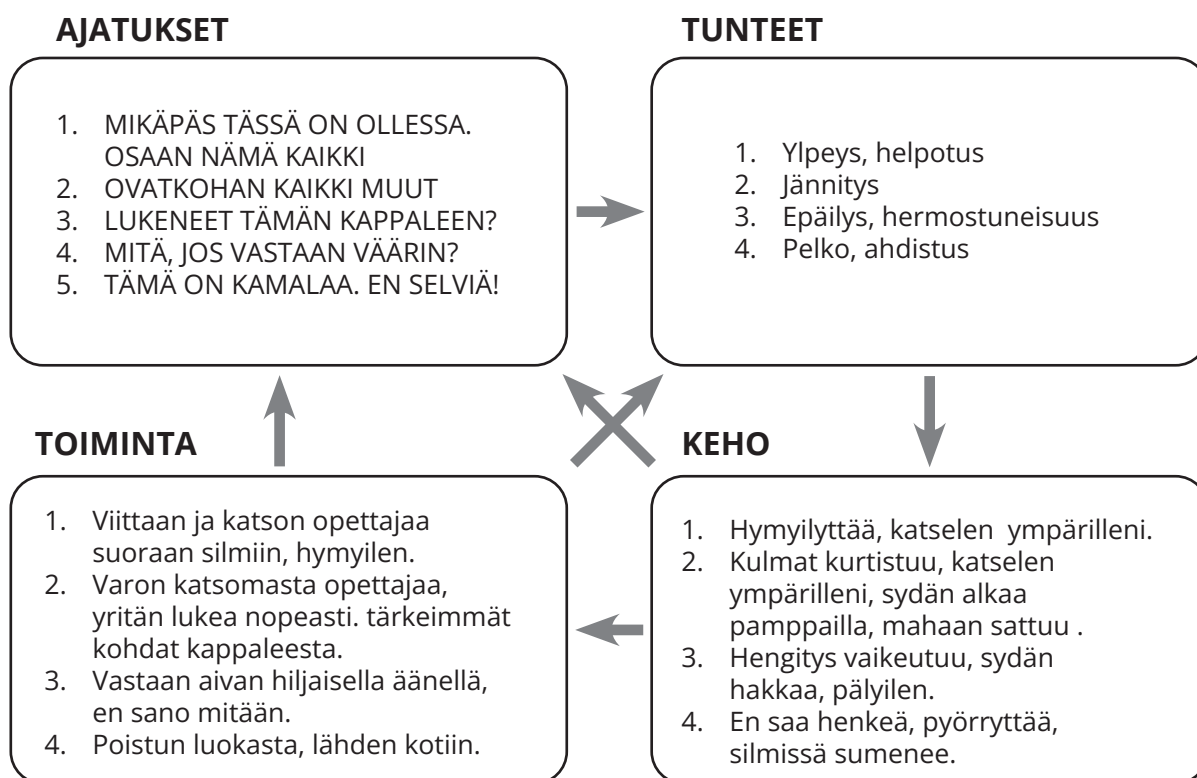 AJATUKSET
1. MIKÄPÄS TÄSSÄ ON OLLESSA.
OSAAN NÄMÄ KAIKKI
2. OVATKOHAN KAIKKI MUUT
3. LUKENEET TÄMÄN KAPPALEEN?
4. MITÄ, JOS VASTAAN VÄÄRIN?
5. TÄMÄ ON KAMALAA. EN SELVIÄ!
TUNTEET
1. Ylpeys, helpotus
2. Jännitys
3. Epäilys, hermostuneisuus
4. Pelko, ahdistus
TOIMINTA
1. Viittaan ja katson opettajaa
suoraan silmiin, hymyilen.
2. Varon katsomasta opettajaa,
yritän lukea nopeasti. tärkeimmät
kohdat kappaleesta.
3. Vastaan aivan hiljaisella äänellä,
en sano mitään.
4. Poistun luokasta, lähden kotiin.
KEHO
1. Hymyilyttää, katselen ympärilleni.
2. Kulmat kurtistuu, katselen
ympärilleni, sydän alkaa
pamppailla, mahaan sattuu .
3. Hengitys vaikeutuu, sydän
hakkaa, pälyilen.
4. En saa henkeä, pyörryttää,
silmissä sumenee.